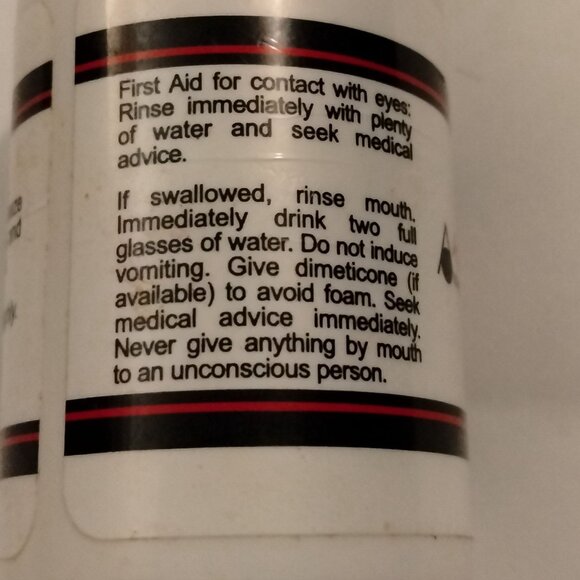 First Aid for contact with eyes:
Rinse immediately with plenty
of water and seek medical
advice.
If swallowed, rinse mouth.
Immediately drink two full
glasses of water. Do not induce
vomiting. Give dimeticone (if
available) to avoid foam. Seek
medical advice immediately.
Never give anything by mouth
to an unconscious person.